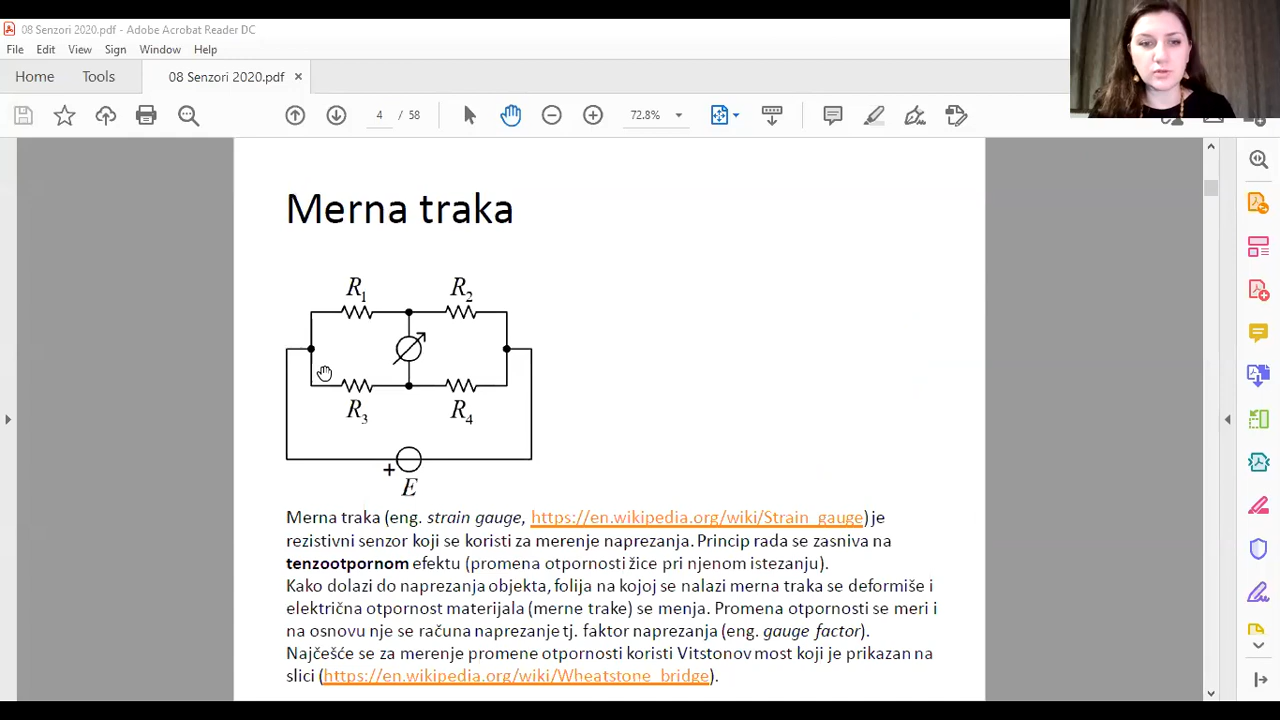 08 Senzori 2020.pdf - Adobe Acrobat Reader DC
File Edit View Sign Window Help
Home Tools 08 Senzori 2020.pdf ×
4 / 58 72.8%
Merna traka
R1 R2
R3 R4
+
E
Merna traka (eng. strain gauge, https://en.wikipedia.org/wiki/Strain_gauge) je
rezistivni senzor koji se koristi za merenje naprezanja. Princip rada se zasniva na
tenzootpornom efektu (promena otpornosti žice pri njenom istezanju).
Kako dolazi do naprezanja objekta, folija na kojoj se nalazi merna traka se deformiše i
električna otpornost materijala (merne trake) se menja. Promena otpornosti se meri i
na osnovu nje se računa naprezanje tj. faktor naprezanja (eng. gauge factor).
Najčešće se za merenje promene otpornosti koristi Vitstonov most koji je prikazan na
slici (https://en.wikipedia.org/wiki/Wheatstone_bridge).